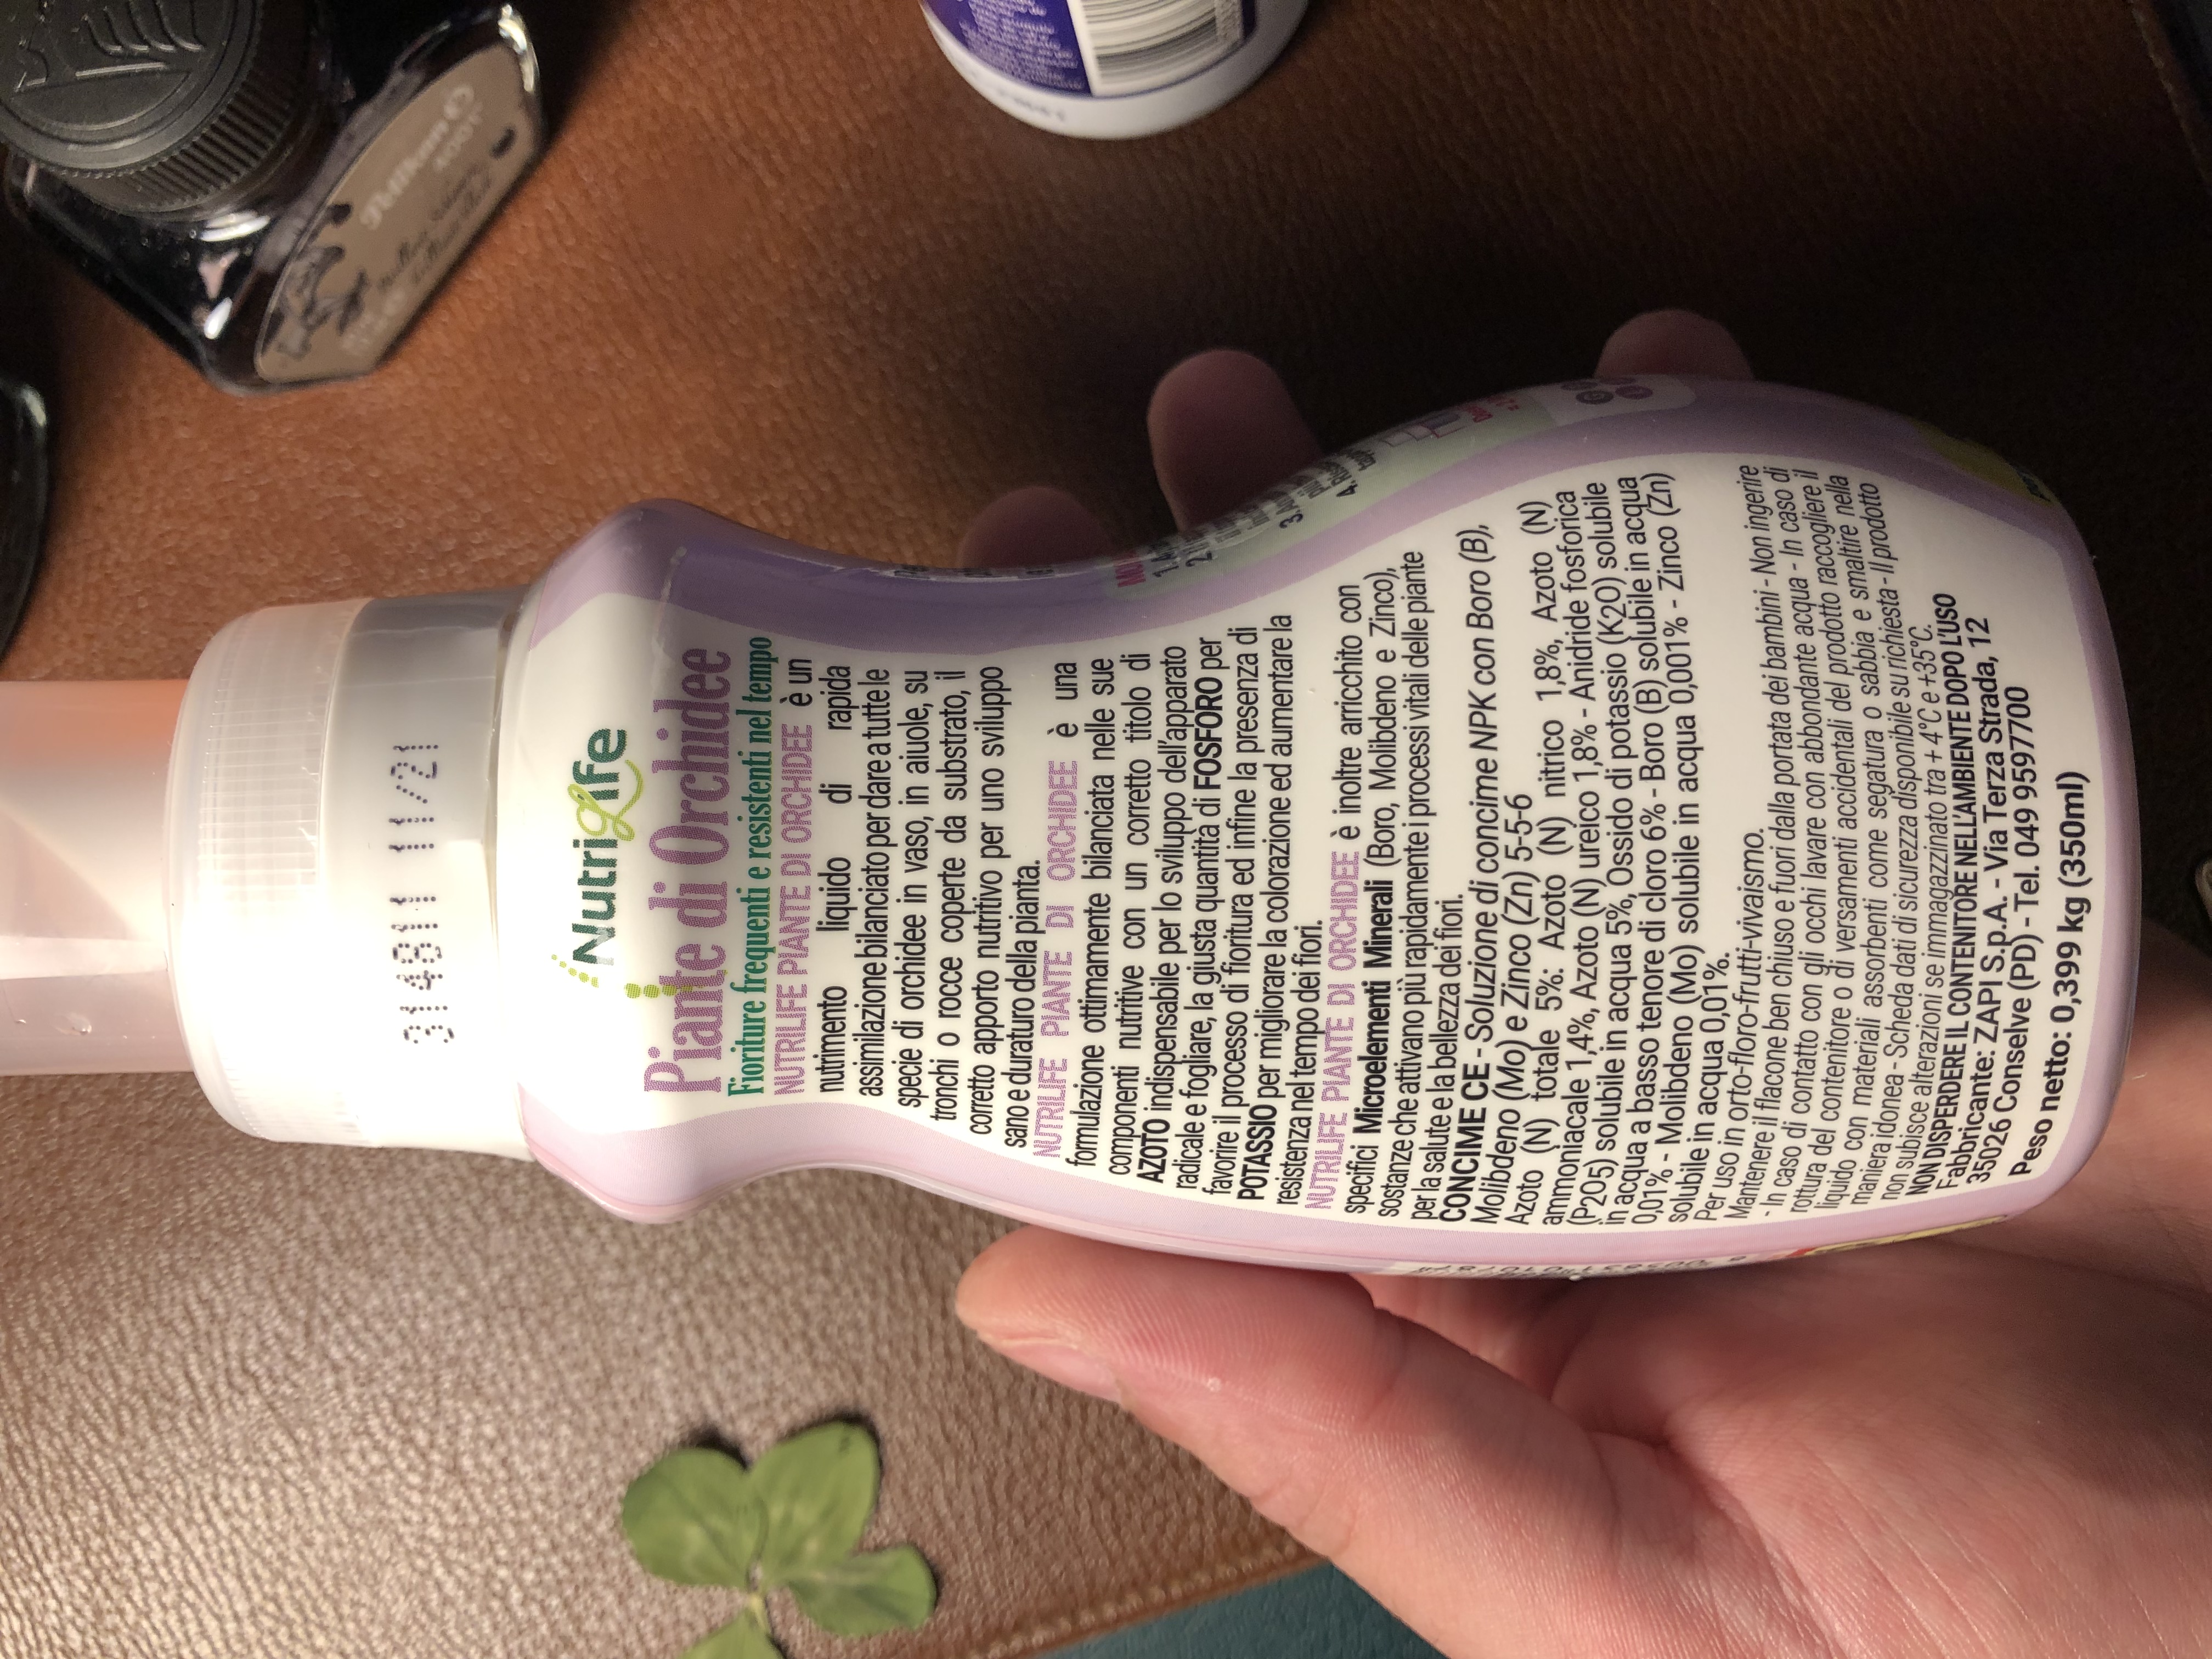 314811 11/21
NutriLife
Piante di Orchidee
Fioriture frequenti e resistenti nel tempo
NUTRILIFE PIANTE DI ORCHIDEE è un
nutrimento liquido di rapida
assimilazione bilanciato per dare a tutte le
specie di orchidee in vaso, in aiuole, su
tronchi o rocce coperte da substrato, il
corretto apporto nutritivo per uno sviluppo
sano e duraturo della pianta.
NUTRILIFE PIANTE DI ORCHIDEE è una
formulazione ottimamente bilanciata nelle sue
componenti nutritive con un corretto titolo di
AZOTO indispensabile per lo sviluppo dell'apparato
radicale e fogliare, la giusta quantità di FOSFORO per
favorire il processo di fioritura ed infine la presenza di
POTASSIO per migliorare la colorazione ed aumentare la
resistenza nel tempo dei fiori.
NUTRILIFE PIANTE DI ORCHIDEE è inoltre arricchito con
specifici Microelementi Minerali (Boro, Molibdeno e Zinco),
sostanze che attivano più rapidamente i processi vitali delle piante
per la salute e la bellezza dei fiori.
CONCIME CE - Soluzione di concime NPK con Boro (B),
Molibdeno (Mo) e Zinco (Zn) 5-5-6
Azoto (N) totale 5%: Azoto (N) nitrico 1,8%, Azoto (N)
ammoniacale 1,4%, Azoto (N) ureico 1,8% - Anidride fosforica
(P2O5) solubile in acqua 5%, Ossido di potassio (K2O) solubile
in acqua a basso tenore di cloro 6% - Boro (B) solubile in acqua
0,01% - Molibdeno (Mo) solubile in acqua 0,001% - Zinco (Zn)
solubile in acqua 0,01%.
Per uso in orto-floro-frutti-vivaismo.
Mantenere il flacone ben chiuso e fuori dalla portata dei bambini - Non ingerire
- In caso di contatto con gli occhi lavare con abbondante acqua - In caso di
rottura del contenitore o di versamenti accidentali del prodotto raccogliere il
liquido con materiali assorbenti come segatura o sabbia e smaltire nella
maniera idonea - Scheda dati di sicurezza disponibile su richiesta - Il prodotto
non subisce alterazioni se immagazzinato tra + 4°C e +35°C.
NON DISPERDERE IL CONTENITORE NELL'AMBIENTE DOPO L'USO
Fabbricante: ZAPI S.p.A. - Via Terza Strada, 12
35026 Conselve (PD) - Tel. 049 9597700
Peso netto: 0,399 kg (350ml)
Pelikan
4001